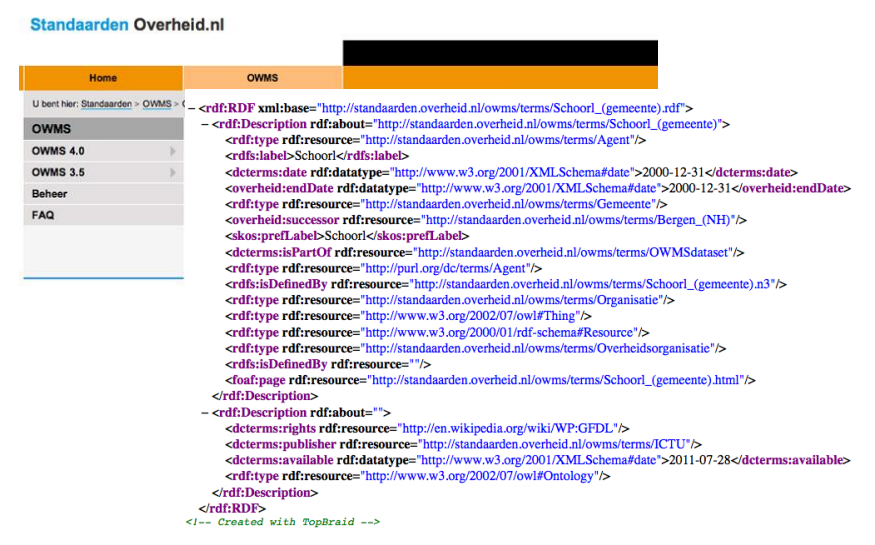 Standaarden Overheid.nl
Home
OWMS
U bent hier: Standaarden > OWMS >
OWMS
OWMS 4.0
OWMS 3.5
Beheer
FAQ
– <rdf:RDF xml:base="http://standaarden.overheid.nl/owms/terms/Schoorl_(gemeente).rdf">
– <rdf:Description rdf:about="http://standaarden.overheid.nl/owms/terms/Schoorl_(gemeente)">
<rdf:type rdf:resource="http://standaarden.overheid.nl/owms/terms/Agent"/>
<rdfs:label>Schoorl</rdfs:label>
<dcterms:date rdf:datatype="http://www.w3.org/2001/XMLSchema#date">2000-12-31</dcterms:date>
<overheid:endDate rdf:datatype="http://www.w3.org/2001/XMLSchema#date">2000-12-31</overheid:endDate>
<rdf:type rdf:resource="http://standaarden.overheid.nl/owms/terms/Gemeente"/>
<overheid:successor rdf:resource="http://standaarden.overheid.nl/owms/terms/Bergen_(NH)"/>
<skos:prefLabel>Schoorl</skos:prefLabel>
<dcterms:isPartOf rdf:resource="http://standaarden.overheid.nl/owms/terms/OWMSdataset"/>
<rdf:type rdf:resource="http://purl.org/dc/terms/Agent"/>
<rdfs:isDefinedBy rdf:resource="http://standaarden.overheid.nl/owms/terms/Schoorl_(gemeente).n3"/>
<rdf:type rdf:resource="http://standaarden.overheid.nl/owms/terms/Organisatie"/>
<rdf:type rdf:resource="http://www.w3.org/2002/07/owl#Thing"/>
<rdf:type rdf:resource="http://www.w3.org/2000/01/rdf-schema#Resource"/>
<rdf:type rdf:resource="http://standaarden.overheid.nl/owms/terms/Overheidsorganisatie"/>
<rdfs:isDefinedBy rdf:resource=""/>
<foaf:page rdf:resource="http://standaarden.overheid.nl/owms/terms/Schoorl_(gemeente).html"/>
</rdf:Description>
– <rdf:Description rdf:about="">
<dcterms:rights rdf:resource="http://en.wikipedia.org/wiki/WP:GFDL"/>
<dcterms:publisher rdf:resource="http://standaarden.overheid.nl/owms/terms/ICTU"/>
<dcterms:available rdf:datatype="http://www.w3.org/2001/XMLSchema#date">2011-07-28</dcterms:available>
<rdf:type rdf:resource="http://www.w3.org/2002/07/owl#Ontology"/>
</rdf:Description>
</rdf:RDF>
<!-- Created with TopBraid -->